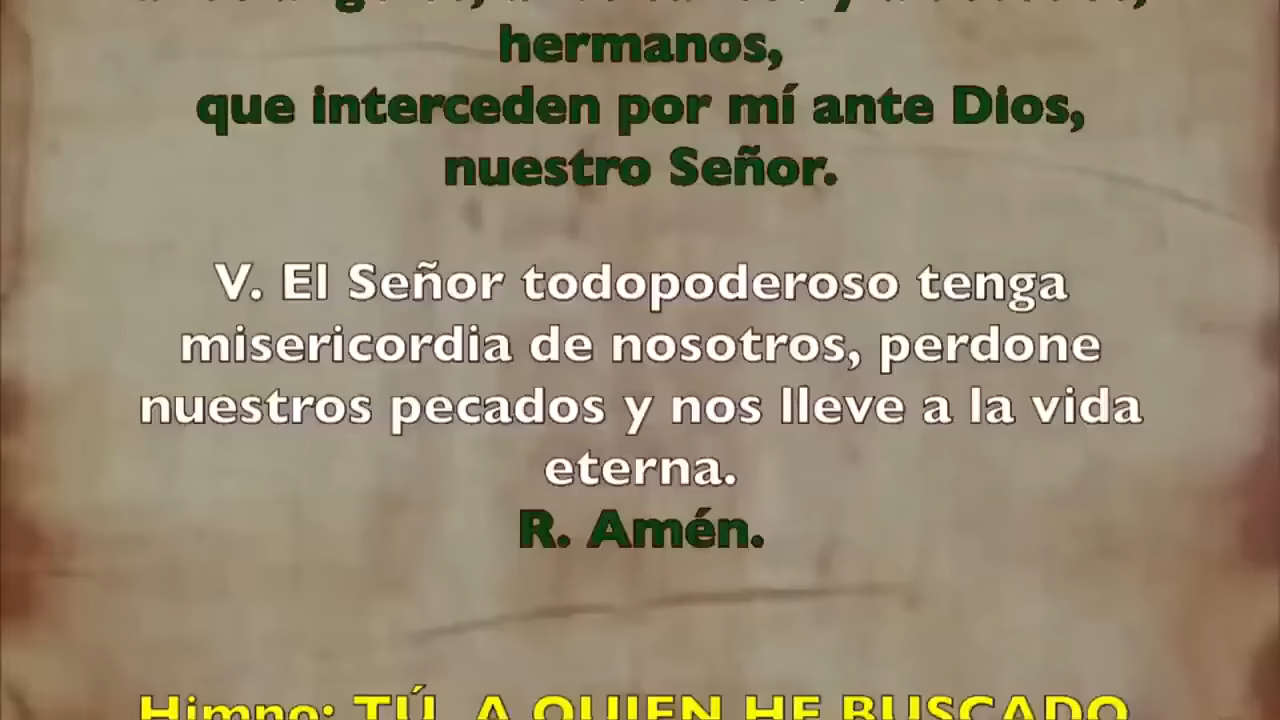 hermanos,
que interceden por mí ante Dios,
nuestro Señor.
V. El Señor todopoderoso tenga
misericordia de nosotros, perdone
nuestros pecados y nos lleve a la vida
eterna.
R. Amén.
Himno: TÚ, A QUIEN HE BUSCADO